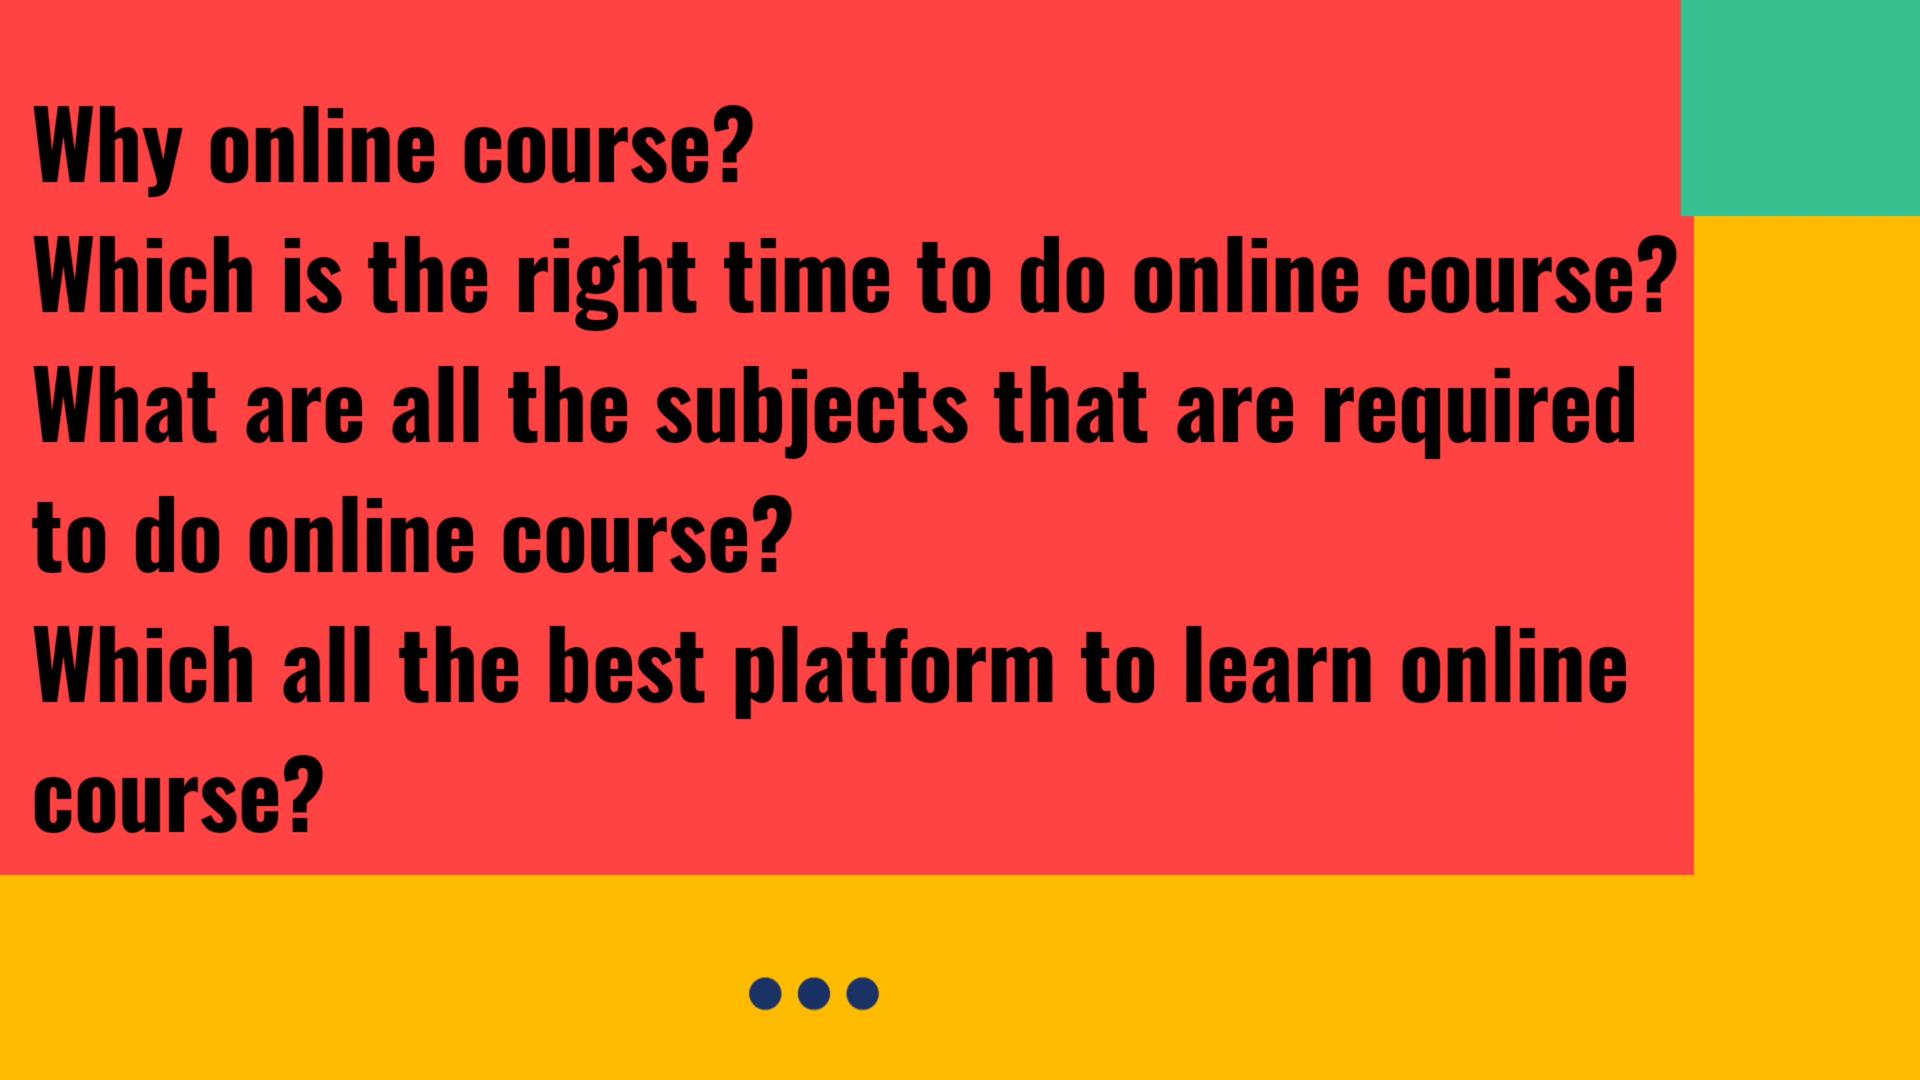 Why online course?
Which is the right time to do online course?
What are all the subjects that are required
to do online course?
Which all the best platform to learn online
course?